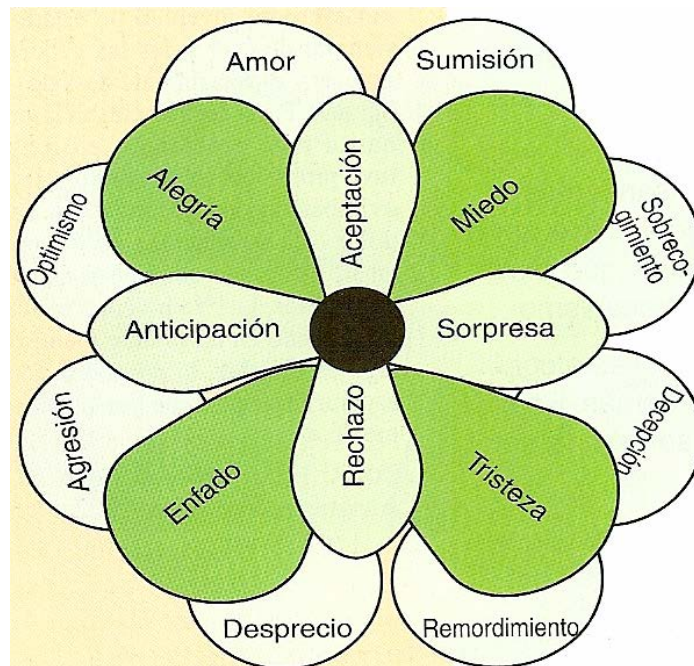 Amor
Sumisión
Alegría
Aceptación
Miedo
Optimismo
Sobreco-
gimiento
Anticipación
Sorpresa
Agresión
Enfado
Rechazo
Tristeza
Decepción
Desprecio
Remordimiento